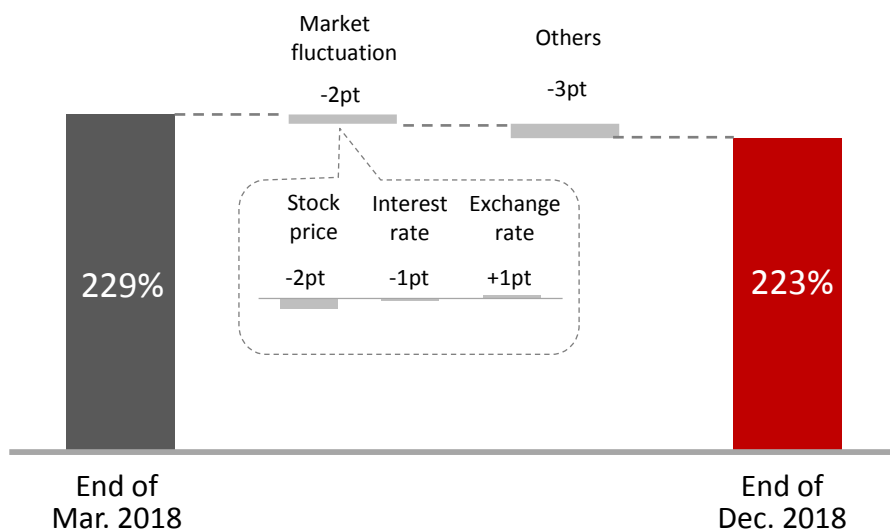 Market
fluctuation
-2pt
Others
-3pt
Stock
price
-2pt
Interest
rate
-1pt
Exchange
rate
+1pt
229%
223%
End of
Mar. 2018
End of
Dec. 2018